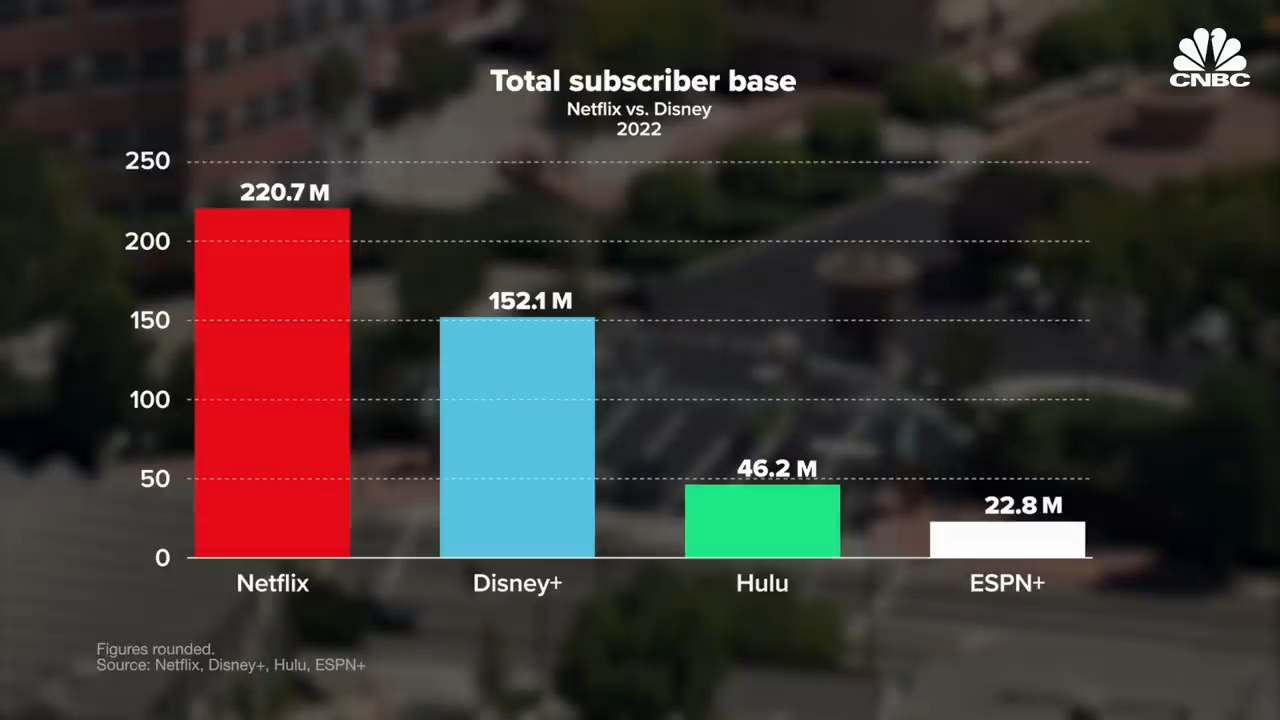 CNBC
Total subscriber base
Netflix vs. Disney
2022
250
220.7 M
200
152.1 M
150
100
46.2 M
50
22.8 M
0
Netflix
Disney+
Hulu
ESPN+
Figures rounded.
Source: Netflix, Disney+, Hulu, ESPN+